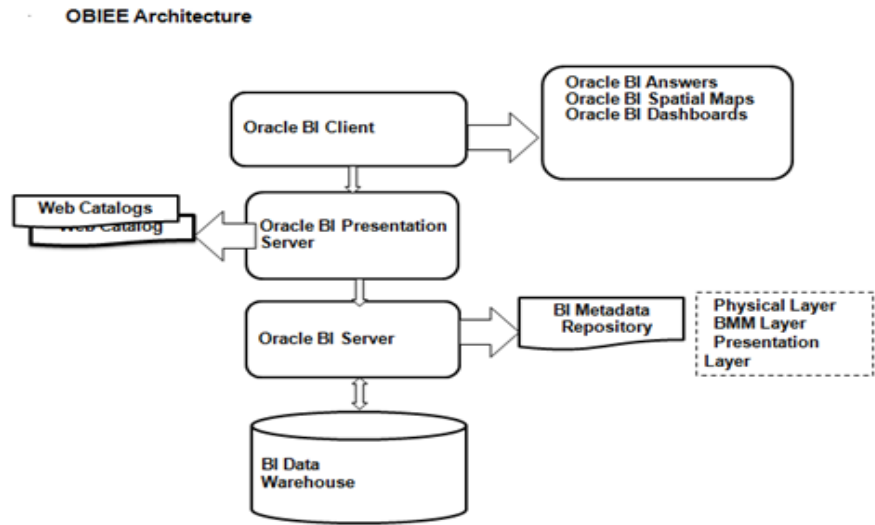 OBIEE Architecture
Oracle BI Answers
Oracle BI Spatial Maps
Oracle BI Dashboards
Oracle BI Client
Web Catalogs
Web Catalog
Oracle BI Presentation
Server
BI Metadata
Repository
Physical Layer
BMM Layer
Presentation
Layer
Oracle BI Server
BI Data
Warehouse